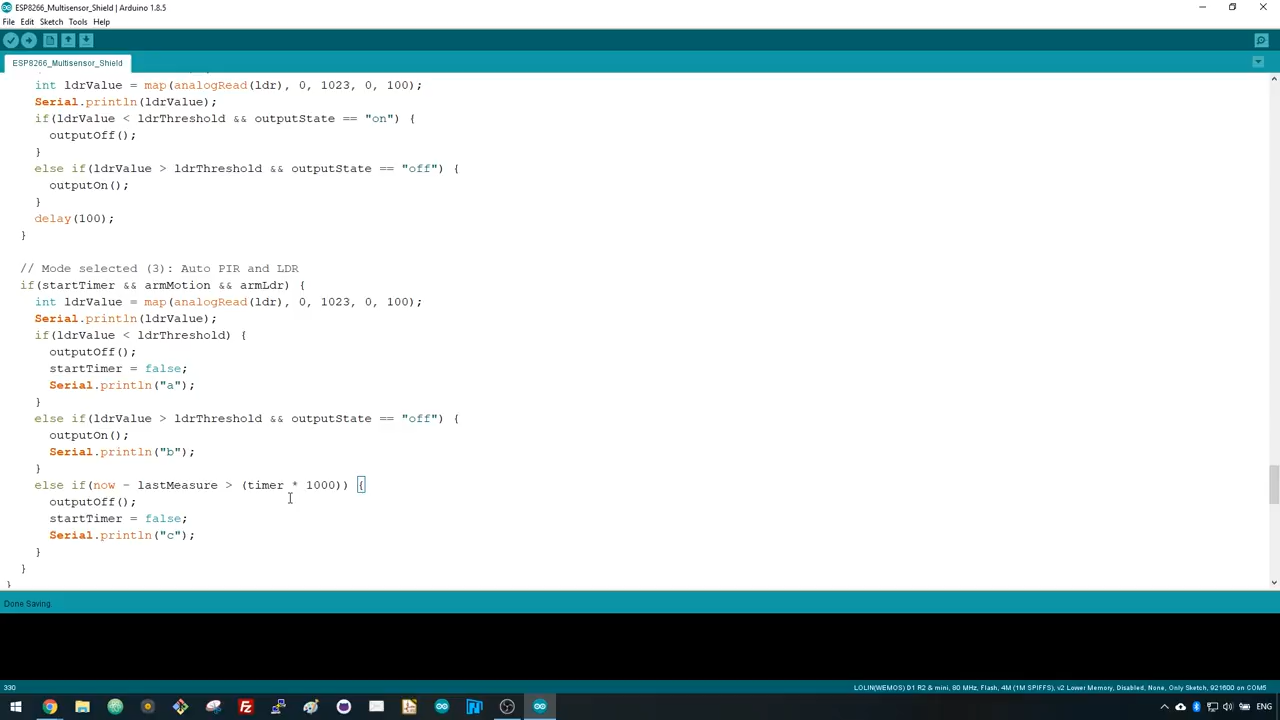 ESP8266_Multisensor_Shield | Arduino 1.8.5
File Edit Sketch Tools Help
ESP8266_Multisensor_Shield
int ldrValue = map(analogRead(ldr), 0, 1023, 0, 100);
Serial.println(ldrValue);
if(ldrValue < ldrThreshold && outputState == "on") {
outputOff();
}
else if(ldrValue > ldrThreshold && outputState == "off") {
outputOn();
}
delay(100);
}
// Mode selected (3): Auto PIR and LDR
if(startTimer && armMotion && armLdr) {
int ldrValue = map(analogRead(ldr), 0, 1023, 0, 100);
Serial.println(ldrValue);
if(ldrValue < ldrThreshold) {
outputOff();
startTimer = false;
Serial.println("a");
}
else if(ldrValue > ldrThreshold && outputState == "off") {
outputOn();
Serial.println("b");
}
else if(now - lastMeasure > (timer * 1000)) {
outputOff();
startTimer = false;
Serial.println("c");
}
}
}
Done Saving.
330 LOLIN(WEMOS) D1 R2 & mini, 80 MHz, Flash, 4M (1M SPIFFS), v2 Lower Memory, Disabled, None, Only Sketch, 921600 on COM5
ENG